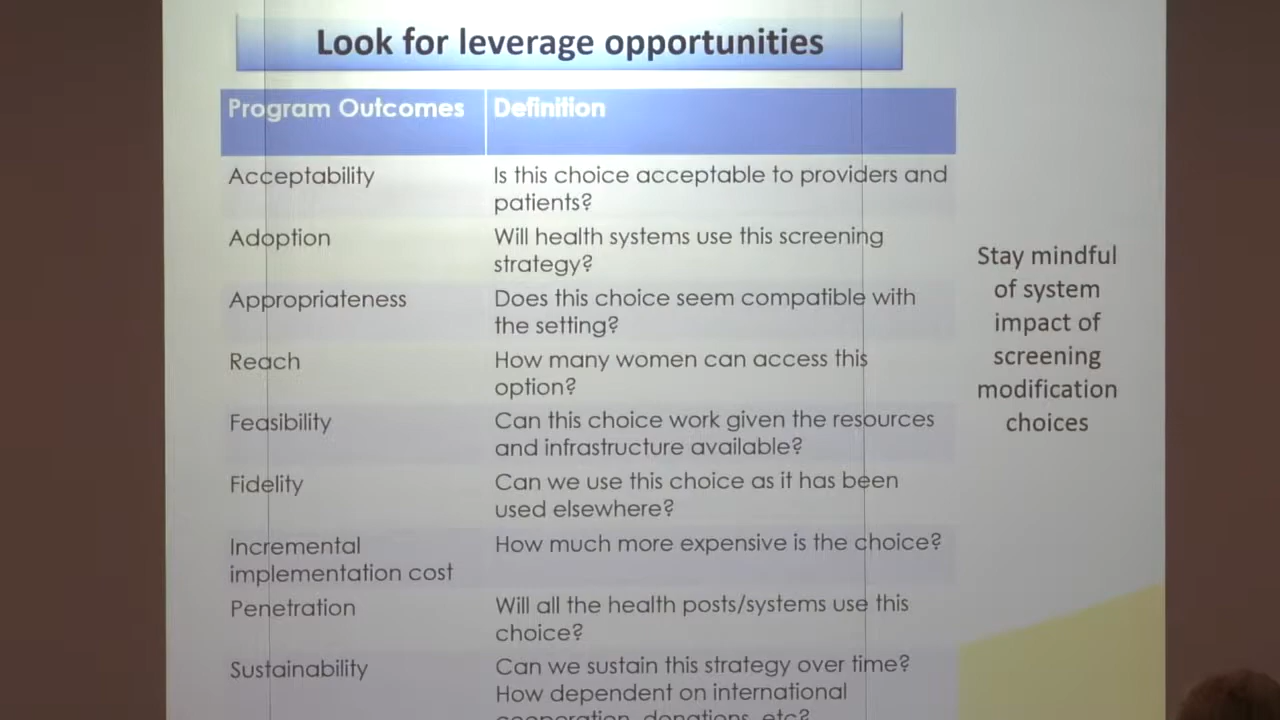 Look for leverage opportunities
Program Outcomes
Definition
Acceptability
Is this choice acceptable to providers and
patients?
Adoption
Will health systems use this screening
strategy?
Appropriateness
Does this choice seem compatible with
the setting?
Reach
How many women can access this
option?
Feasibility
Can this choice work given the resources
and infrastructure available?
Fidelity
Can we use this choice as it has been
used elsewhere?
Incremental
implementation cost
How much more expensive is the choice?
Penetration
Will all the health posts/systems use this
choice?
Sustainability
Can we sustain this strategy over time?
How dependent on international
cooperation, donations, etc?
Stay mindful
of system
impact of
screening
modification
choices